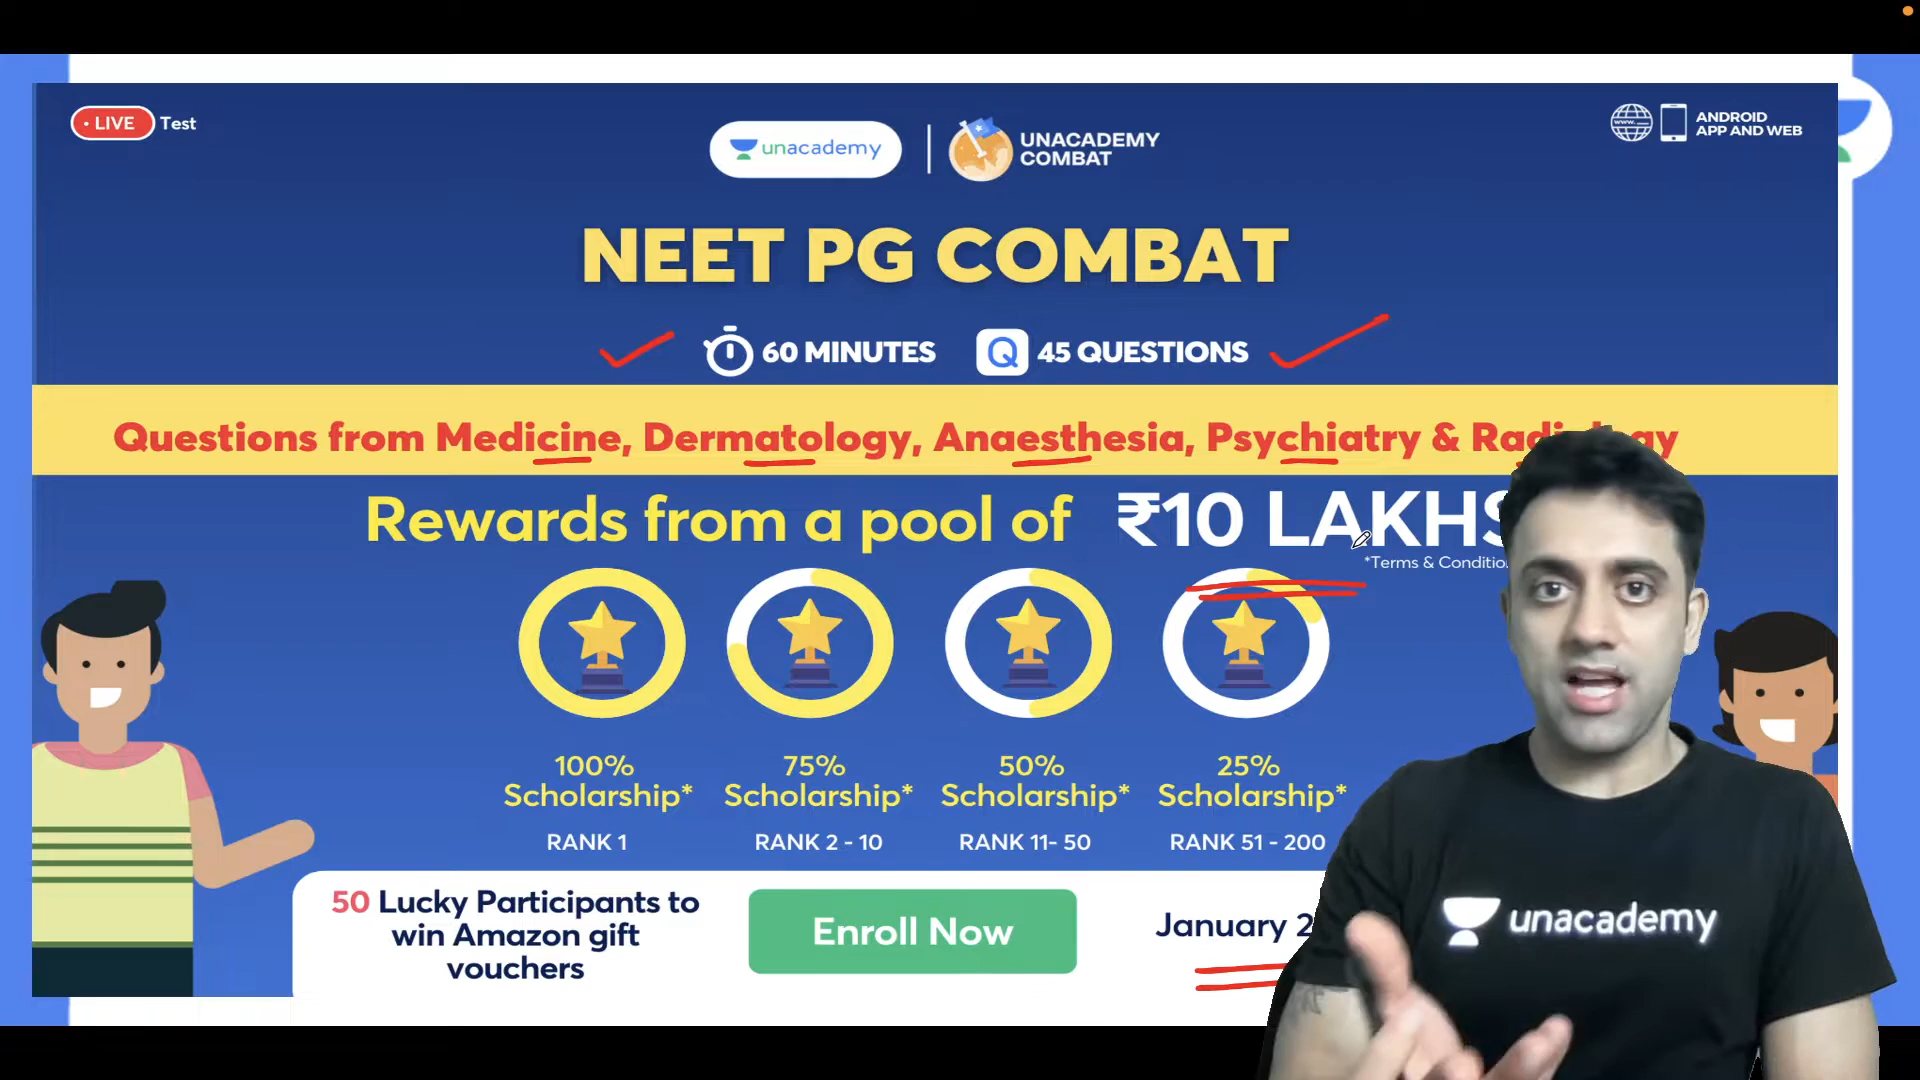 • LIVE Test
unacademy
UNACADEMY
COMBAT
www.
ANDROID
APP AND WEB
NEET PG COMBAT
60 MINUTES
Q 45 QUESTIONS
Questions from Medicine, Dermatology, Anaesthesia, Psychiatry & Radiology
Rewards from a pool of ₹10 LAKHS
*Terms &
100%
Scholarship*
RANK 1
75%
Scholarship*
RANK 2 - 10
50%
Scholarship*
RANK 11- 50
25%
Scholarship*
RANK 51 - 200
50 Lucky Participants to
win Amazon gift
vouchers
Enroll Now
January
unacademy